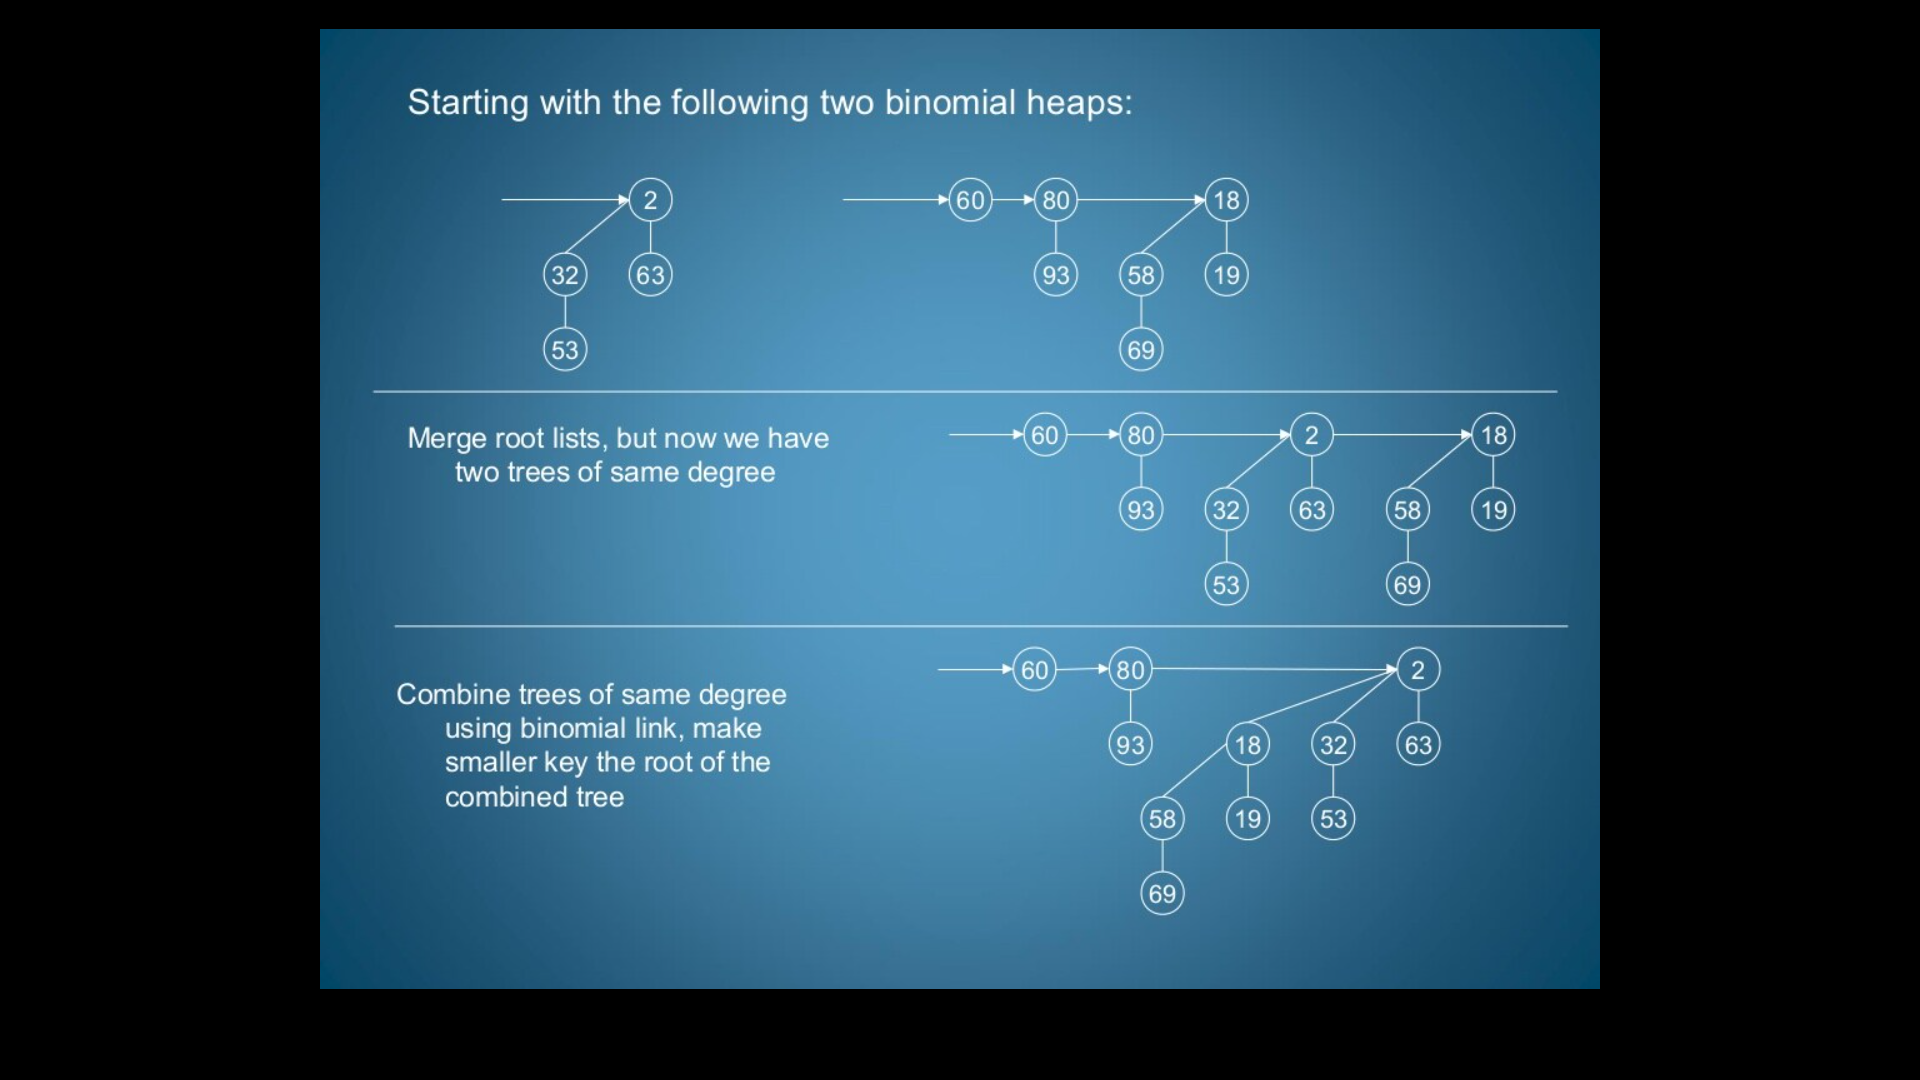 Starting with the following two binomial heaps:
2 60 80 18
32 63 93 58 19
53 69
Merge root lists, but now we have
two trees of same degree
60 80 2 18
93 32 63 58 19
53 69
Combine trees of same degree
using binomial link, make
smaller key the root of the
combined tree
60 80 2
93 18 32 63
58 19 53
69